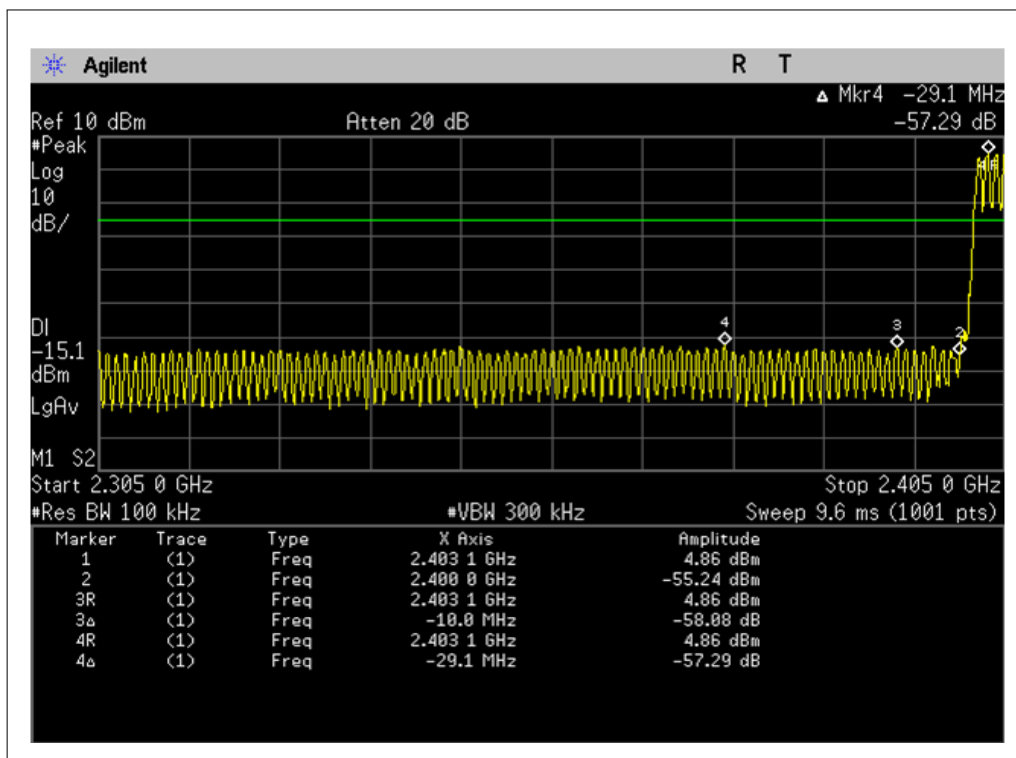 Agilent R T
Δ Mkr4 -29.1 MHz
Ref 10 dBm Atten 20 dB -57.29 dB
#Peak
Log
10
dB/
4
3
2
DI
-15.1
dBm
LgAv
M1 S2
Start 2.305 0 GHz Stop 2.405 0 GHz
#Res BW 100 kHz #VBW 300 kHz Sweep 9.6 ms (1001 pts)
Marker Trace Type X Axis Amplitude
1 (1) Freq 2.403 1 GHz 4.86 dBm
2 (1) Freq 2.400 0 GHz -55.24 dBm
3R (1) Freq 2.403 1 GHz 4.86 dBm
3Δ (1) Freq -10.0 MHz -58.08 dB
4R (1) Freq 2.403 1 GHz 4.86 dBm
4Δ (1) Freq -29.1 MHz -57.29 dB